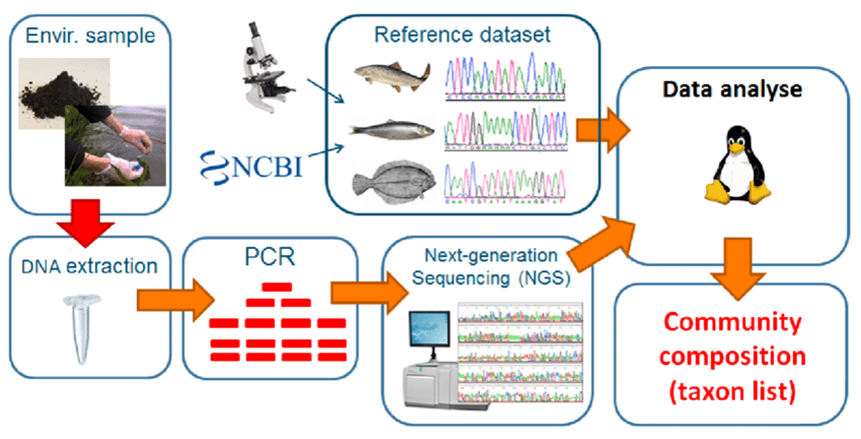 Envir. sample
Reference dataset
NCBI
Data analyse
DNA extraction
PCR
Next-generation
Sequencing (NGS)
Community
composition
(taxon list)